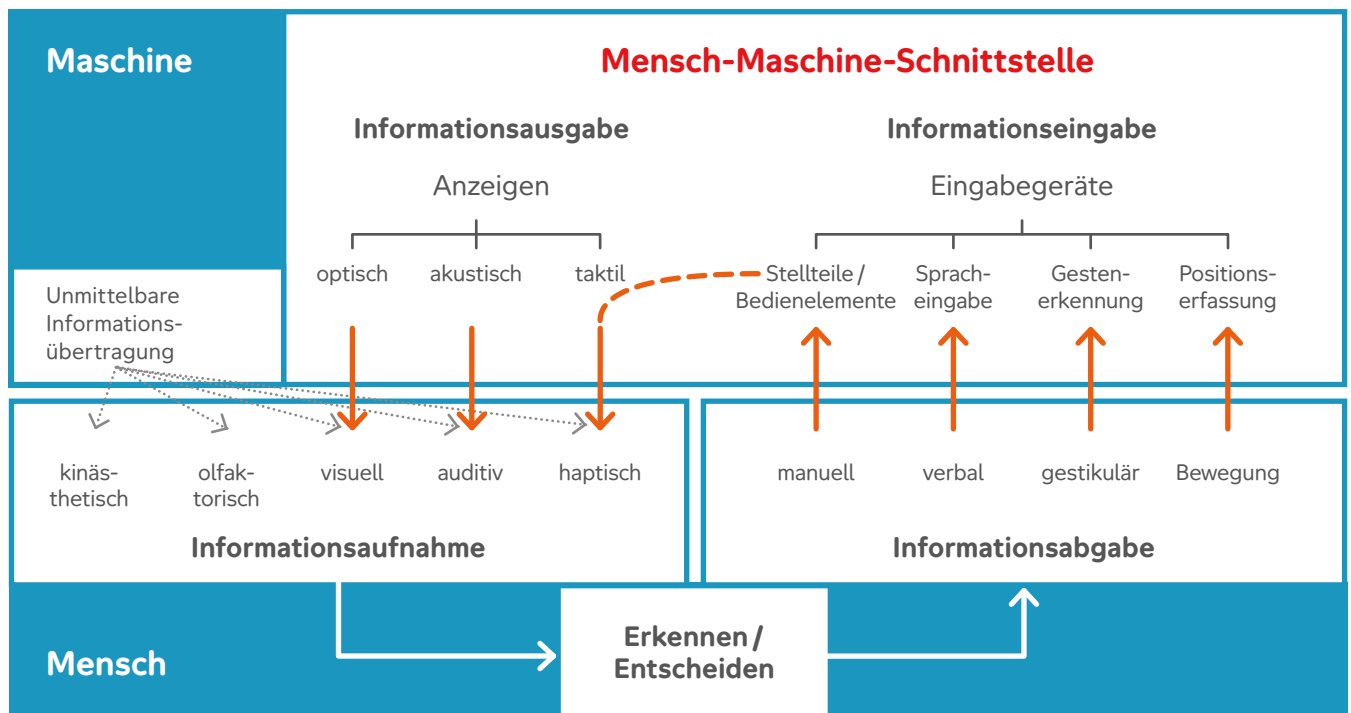 Maschine
Mensch-Maschine-Schnittstelle
Informationsausgabe
Anzeigen
optisch
akustisch
taktil
Informationseingabe
Eingabegeräte
Stellteile /
Bedienelemente
Sprach-
eingabe
Gesten-
erkennung
Positions-
erfassung
Unmittelbare
Informations-
übertragung
kinäs-
thetisch
olfak-
torisch
visuell
auditiv
haptisch
Informationsaufnahme
manuell
verbal
gestikulär
Bewegung
Informationsabgabe
Mensch
Erkennen /
Entscheiden